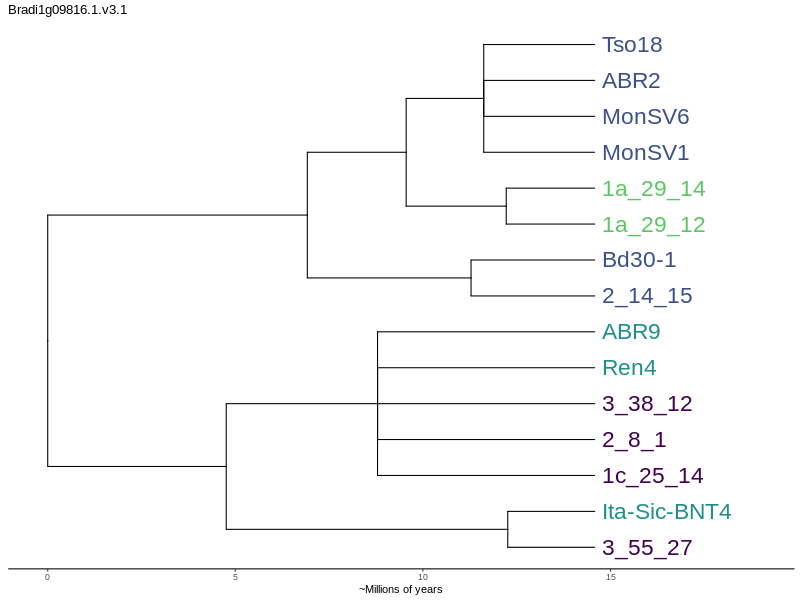 Bradi1g09816.1.v3.1
Tso18
ABR2
MonSV6
MonSV1
1a_29_14
1a_29_12
Bd30-1
2_14_15
ABR9
Ren4
3_38_12
2_8_1
1c_25_14
Ita-Sic-BNT4
3_55_27
0 5 10 15
~Millions of years